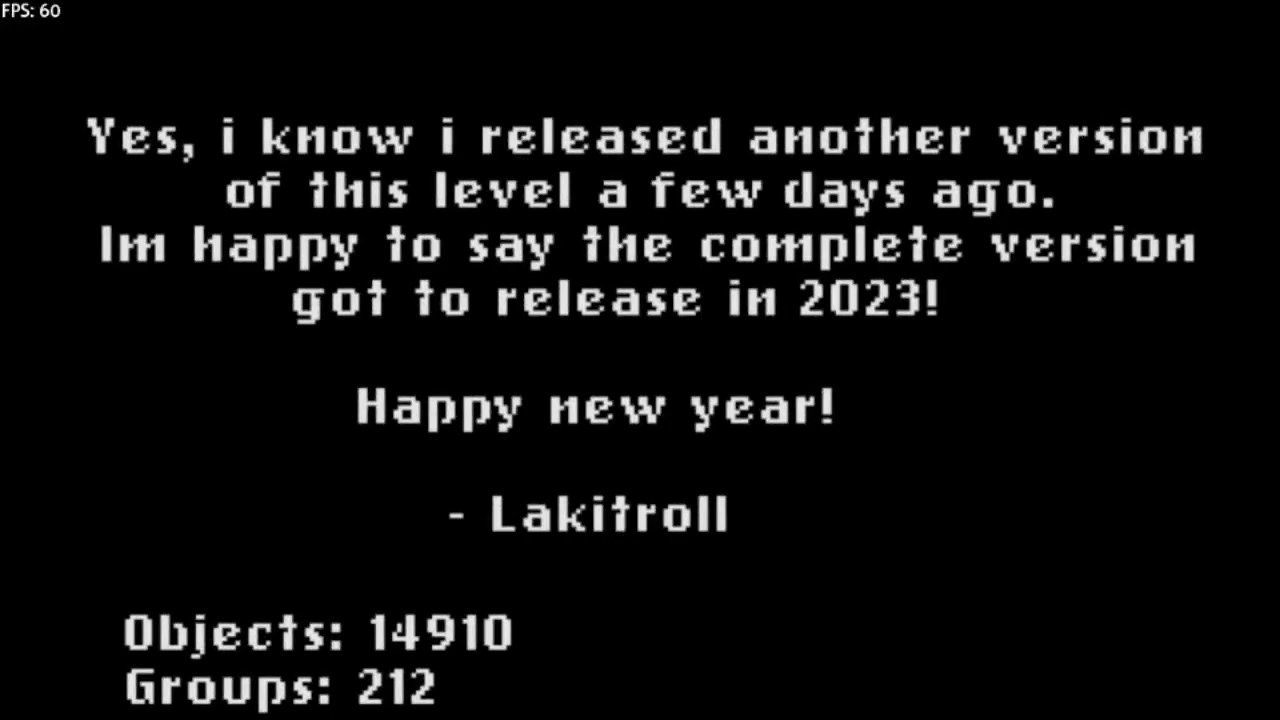 FPS: 60
Yes, i know i released another version
of this level a few days ago.
Im happy to say the complete version
got to release in 2023!
Happy new year!
- Lakitroll
Objects: 14910
Groups: 212